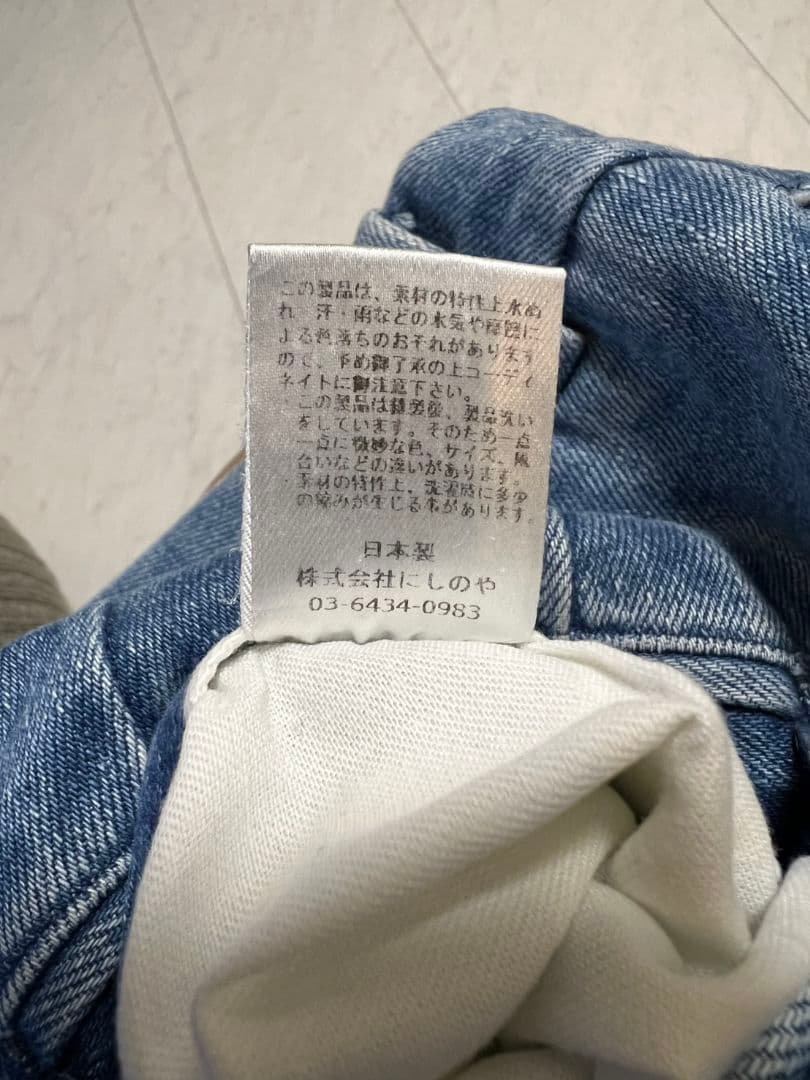 この製品は、素材の特性上水ぬ
れ 汗・雨などの水気や摩擦に
よる色落ちのおそれがあります
ので、予め御了承の上コーディ
ネイトに御注意下さい。
・この製品は縫製後、製品洗い
をしています。そのため一点
一点に微妙な色、サイズ、風
合いなどの違いがあります。
・素材の特性上、洗濯時に多少
の縮みが生じる事があります。
日本製
株式会社にしのや
03-6434-0983